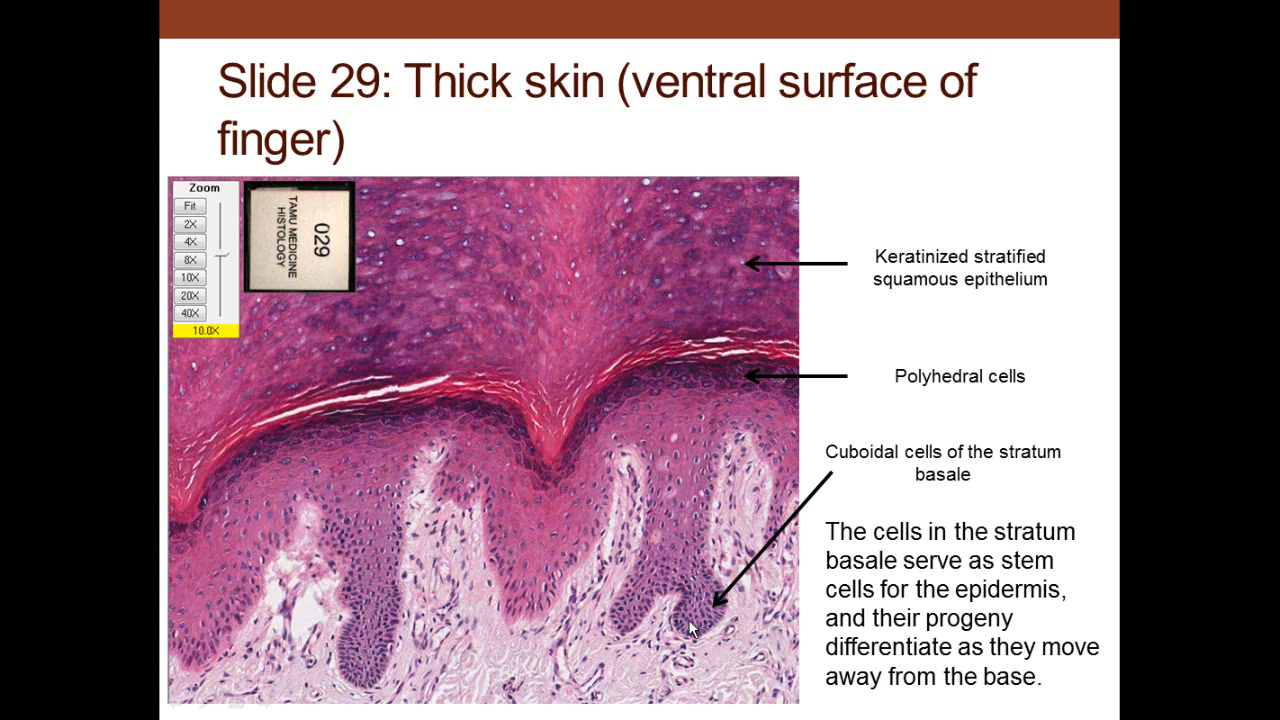 Slide 29: Thick skin (ventral surface of
finger)
Zoom
Fit
2X
4X
8X
10X
20X
40X
10.0X
029
TAMU MEDICINE
HISTOLOGY
Keratinized stratified
squamous epithelium
Polyhedral cells
Cuboidal cells of the stratum
basale
The cells in the stratum
basale serve as stem
cells for the epidermis,
and their progeny
differentiate as they move
away from the base.